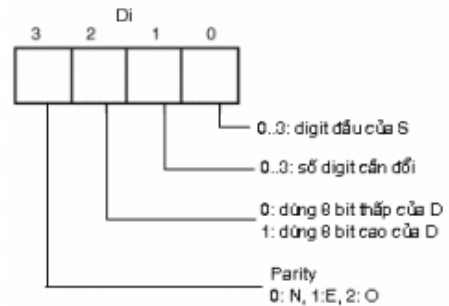 Di
3 2 1 0
0..3: digit đầu của S
0..3: số digit cần đổi
0: dùng 8 bit thấp của D
1: dùng 8 bit cao của D
Parity
0: N, 1:E, 2: O